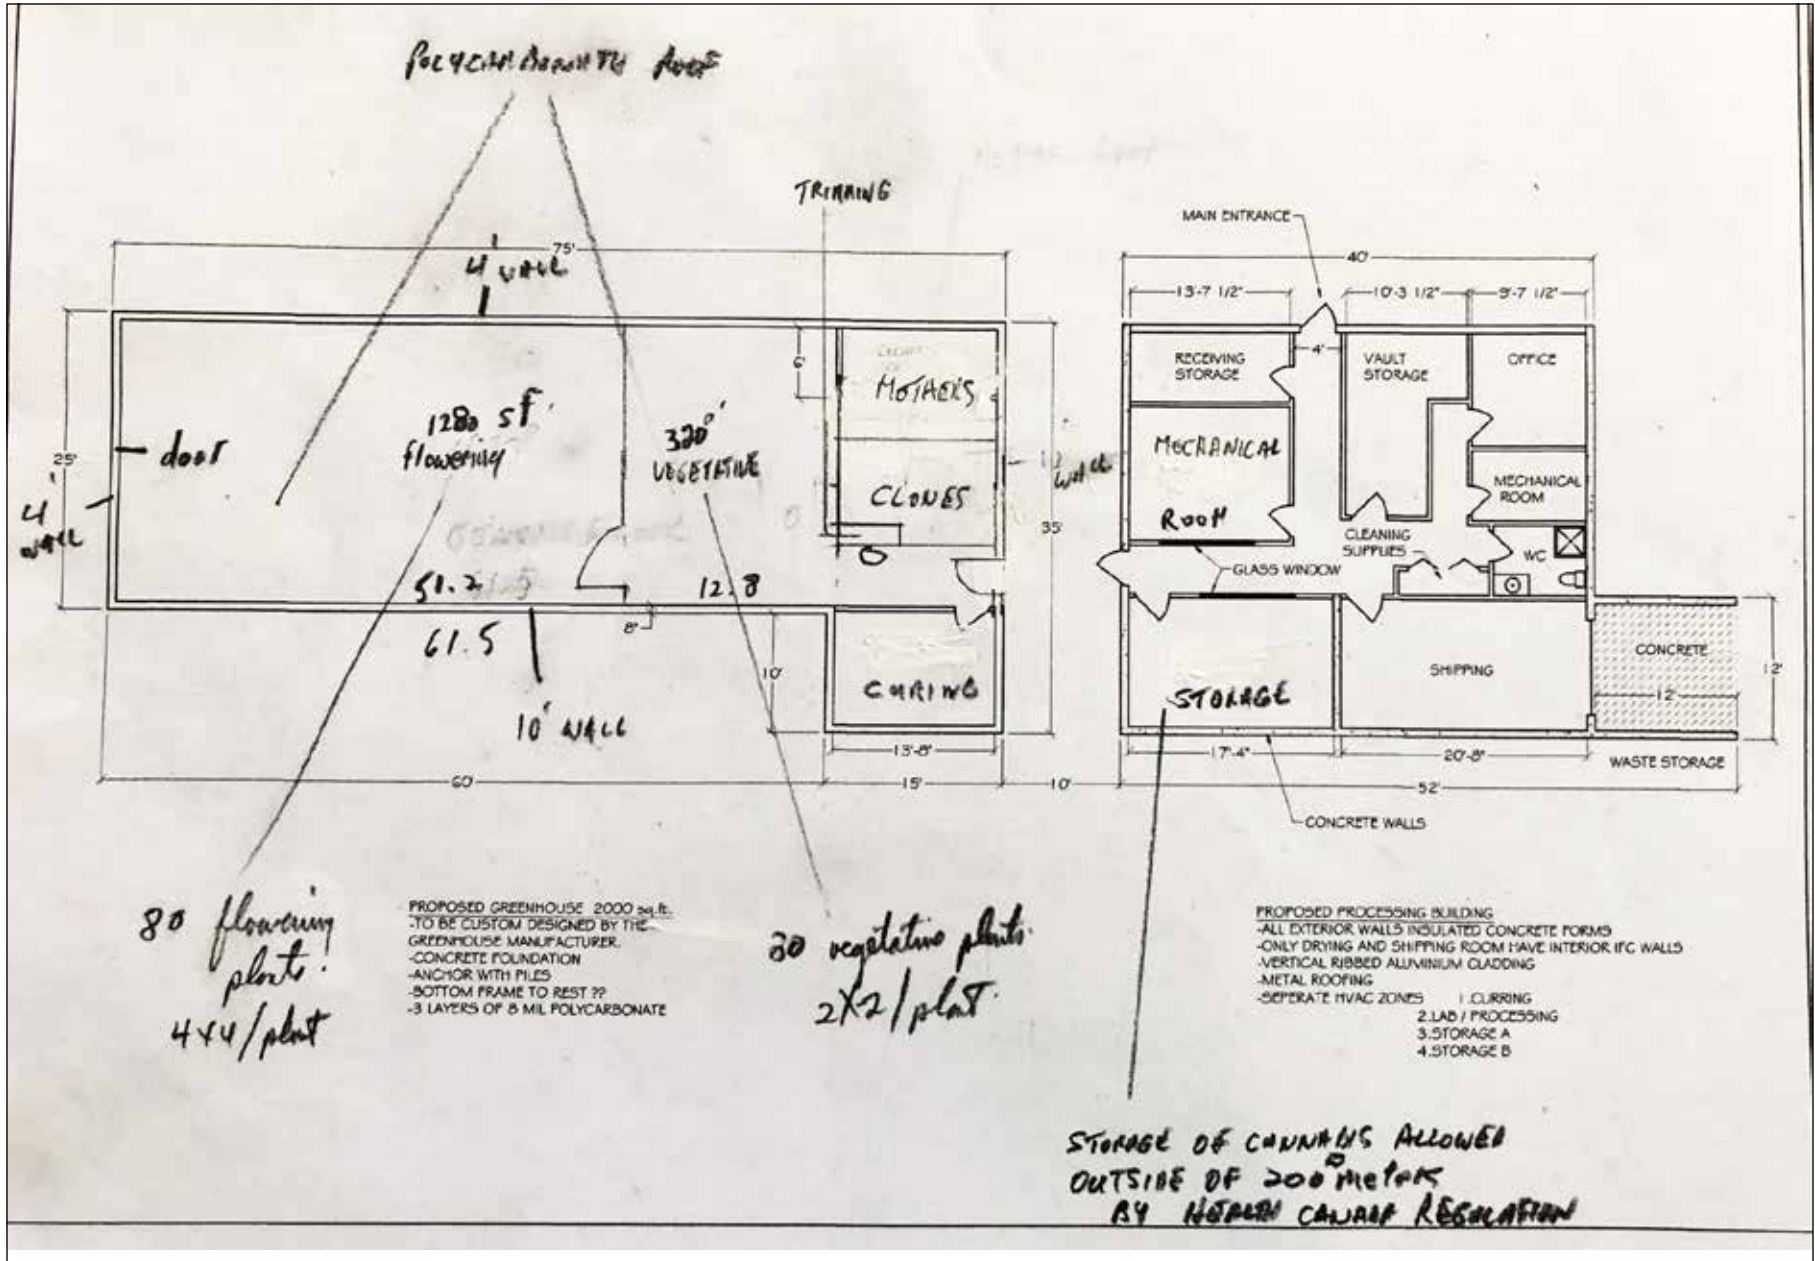 TRIMMING
MAIN ENTRANCE
75'
4' WALL
40'
13'-7 1/2"
10'-3 1/2"
9'-7 1/2"
4'
RECEIVING
STORAGE
VAULT
STORAGE
OFFICE
6'
MOTHERS
1280 sf.
flowering
320'
VEGETATIVE
door
25'
4'
WALL
CLONES
WALL
35'
MECHANICAL
ROOM
MECHANICAL
ROOM
CLEANING
SUPPLIES
WC
GLASS WINDOW
51.2
12.8
61.5
8"
10'
10' WALL
CURING
STORAGE
SHIPPING
CONCRETE
12'
12'
13'-8"
17'-4"
20'-8"
WASTE STORAGE
60'
15'
10'
52'
CONCRETE WALLS
80 flowering
plants.
4x4/plant
PROPOSED GREENHOUSE 2000 sq.ft.
-TO BE CUSTOM DESIGNED BY THE
GREENHOUSE MANUFACTURER.
-CONCRETE FOUNDATION
-ANCHOR WITH PILES
-BOTTOM FRAME TO REST ??
-3 LAYERS OF 8 MIL POLYCARBONATE
vegetative plants.
2X2/plant.
PROPOSED PROCESSING BUILDING
-ALL EXTERIOR WALLS INSULATED CONCRETE FORMS
-ONLY DRYING AND SHIPPING ROOM HAVE INTERIOR IFC WALLS
-VERTICAL RIBBED ALUMINIUM CLADDING
-METAL ROOFING
-SEPERATE HVAC ZONES 1.CURRING
2.LAB / PROCESSING
3.STORAGE A
4.STORAGE B
STORAGE OF CANNABIS ALLOWED
OUTSIDE OF 200 METER
BY HEALTH CANADA REGULATION